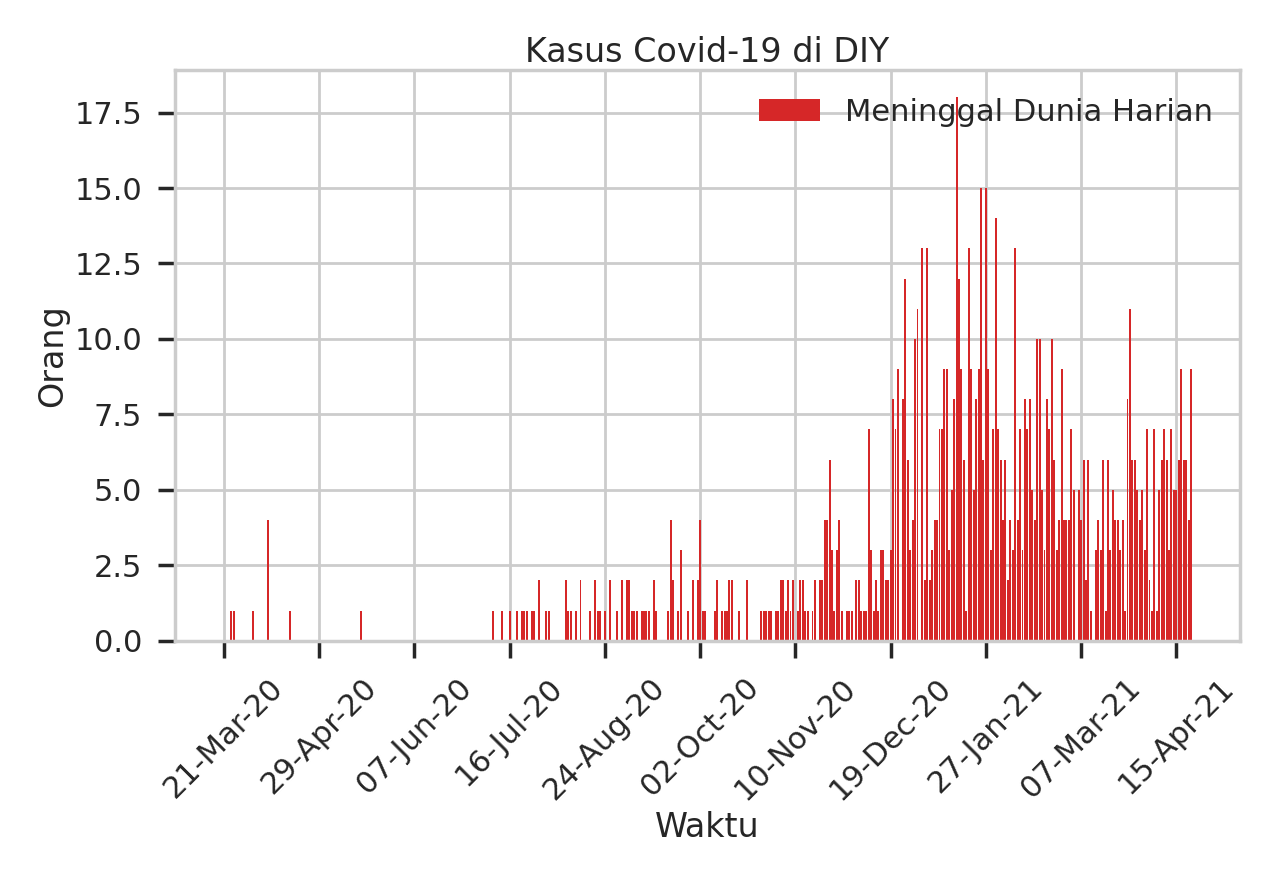 Kasus Covid-19 di DIY
Meninggal Dunia Harian
Orang
17.5
15.0
12.5
10.0
7.5
5.0
2.5
0.0
21-Mar-20
29-Apr-20
07-Jun-20
16-Jul-20
24-Aug-20
02-Oct-20
10-Nov-20
19-Dec-20
27-Jan-21
07-Mar-21
15-Apr-21
Waktu